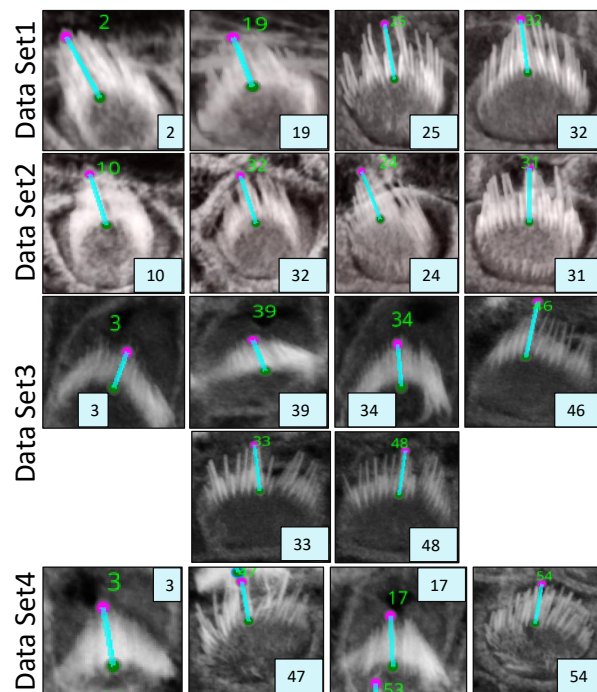 Data Set1
2 19 25 32
2 19 25 32
Data Set2
10 32 24 31
10 32 24 31
Data Set3
3 39 34 46
3 39 34 46
33 48
33 48
Data Set4
3 3 17 17 54
47 53 54